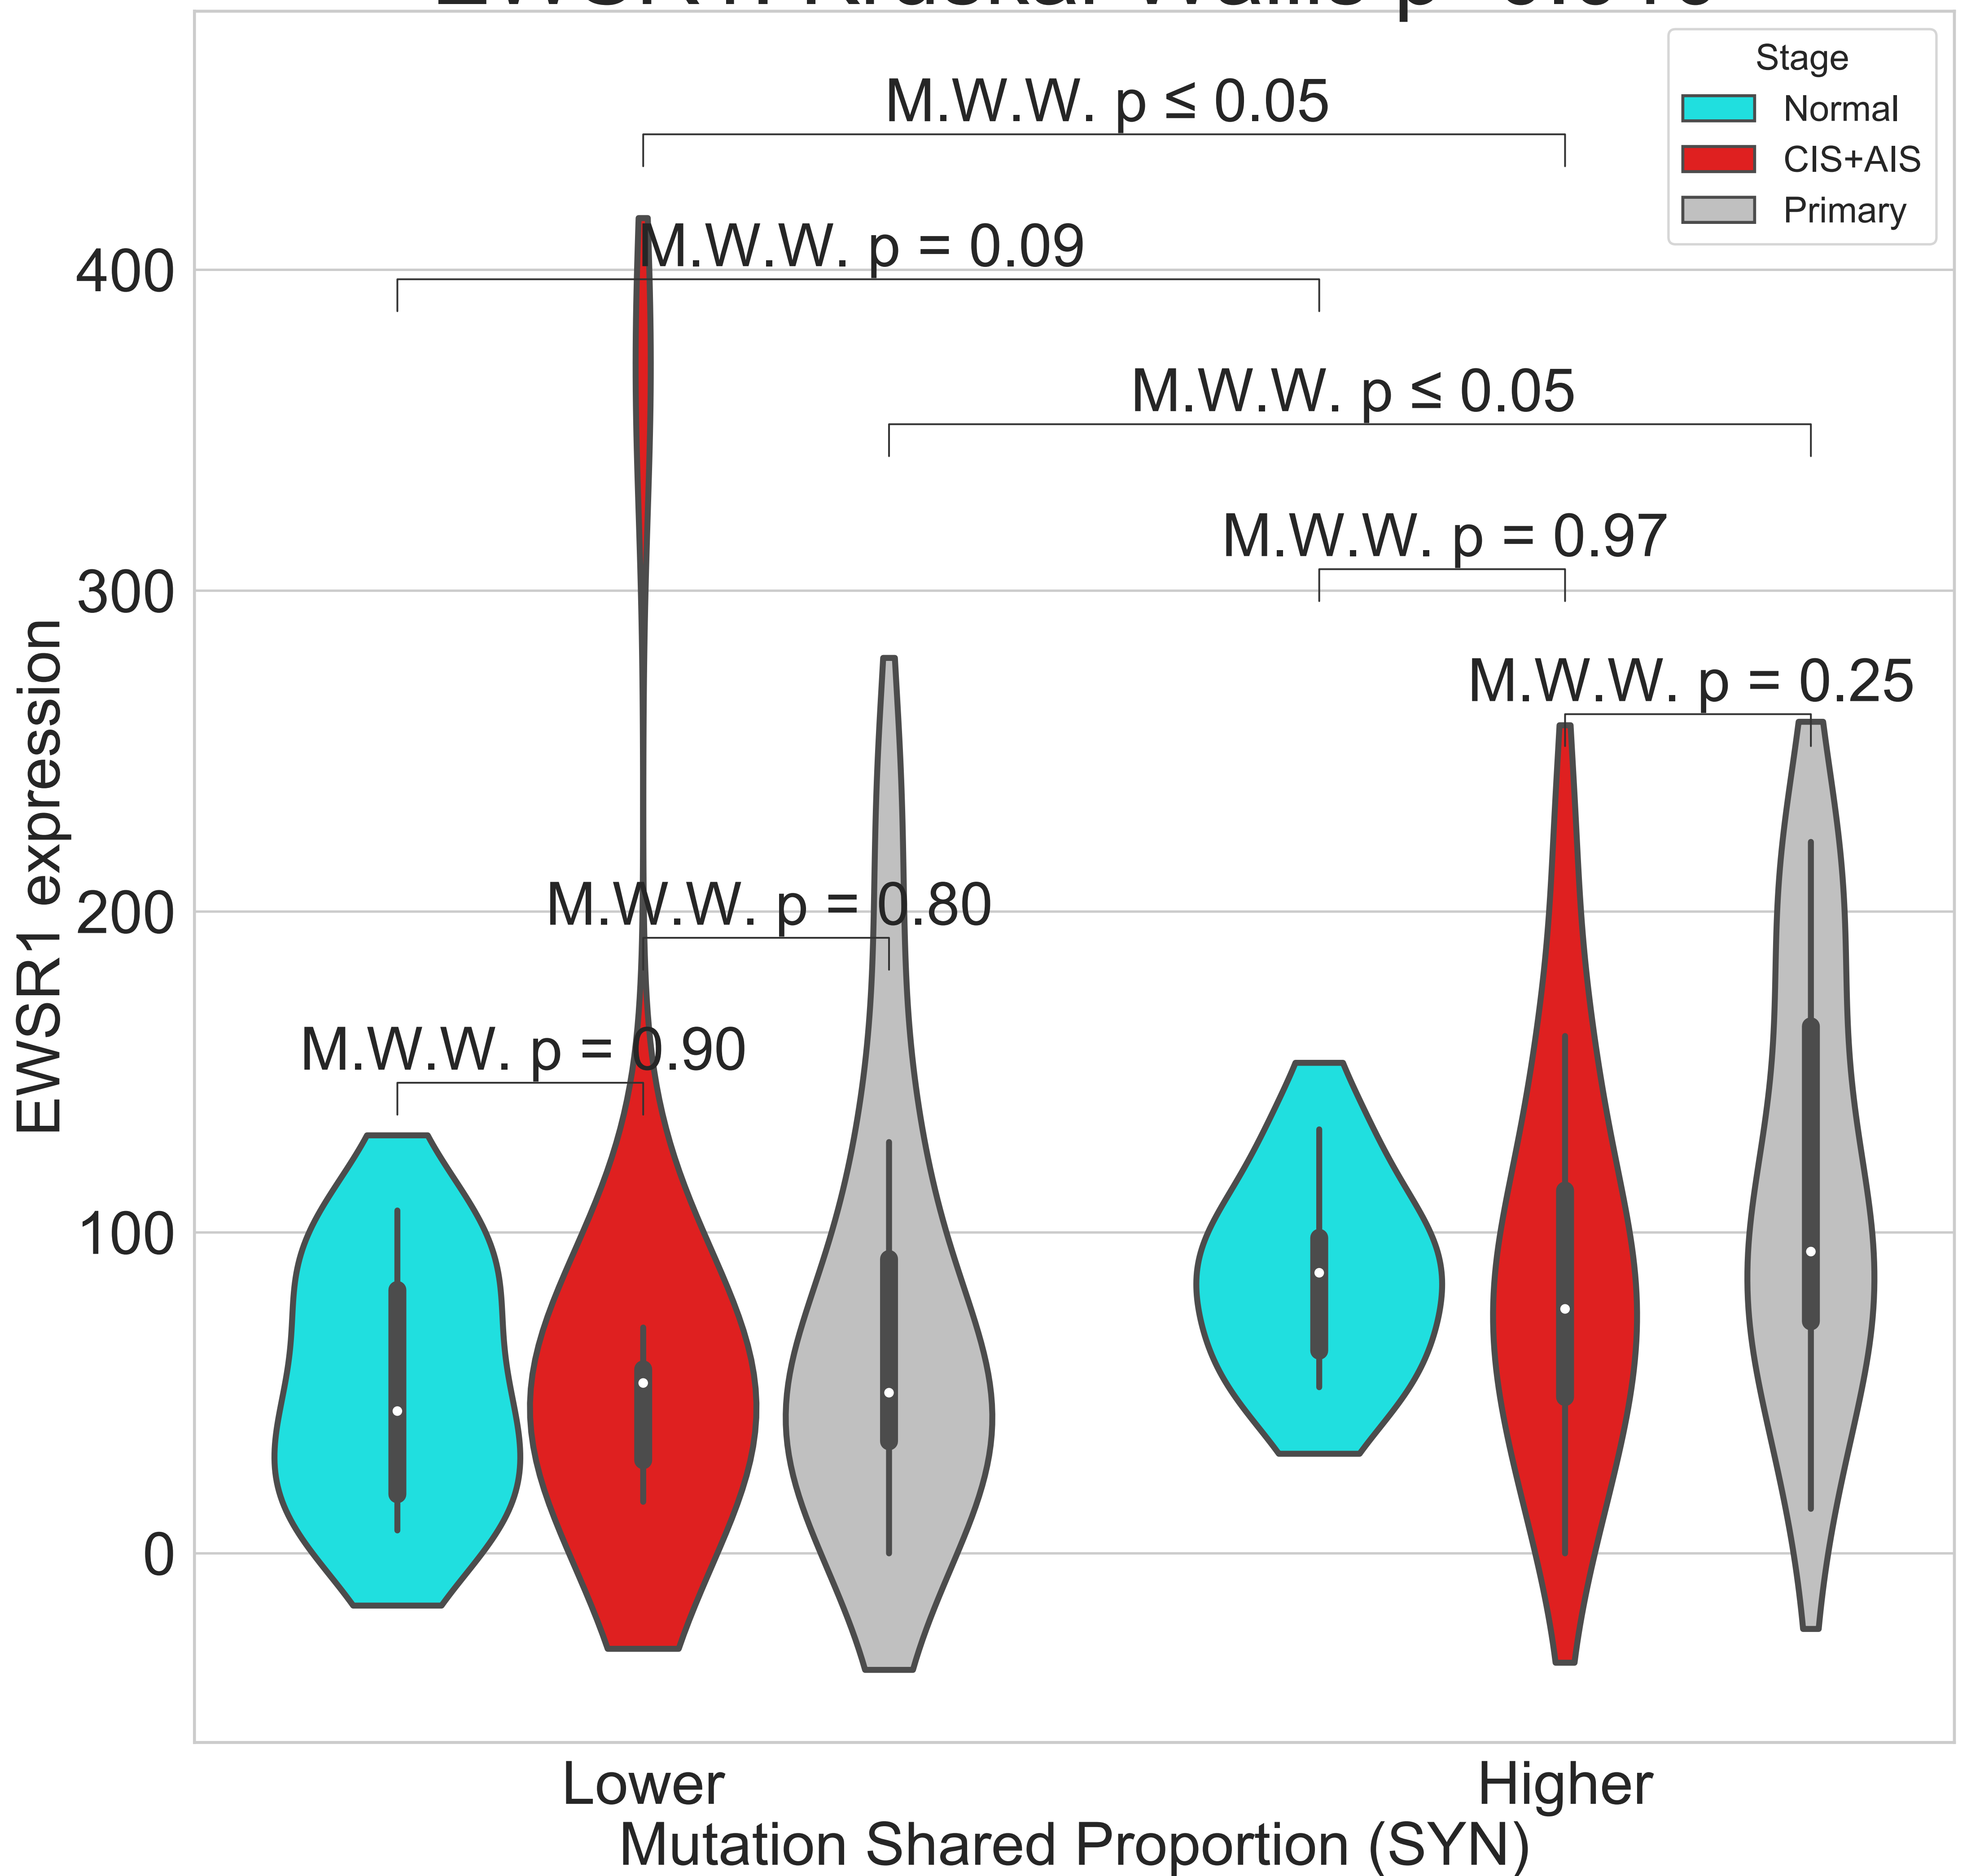 Stage
Normal
CIS+AIS
Primary
M.W.W. p ≤ 0.05
M.W.W. p = 0.09
M.W.W. p ≤ 0.05
M.W.W. p = 0.97
M.W.W. p = 0.25
M.W.W. p = 0.80
M.W.W. p = 0.90
400
300
200
100
0
EWSR1 expression
Lower
Higher
Mutation Shared Proportion (SYN)